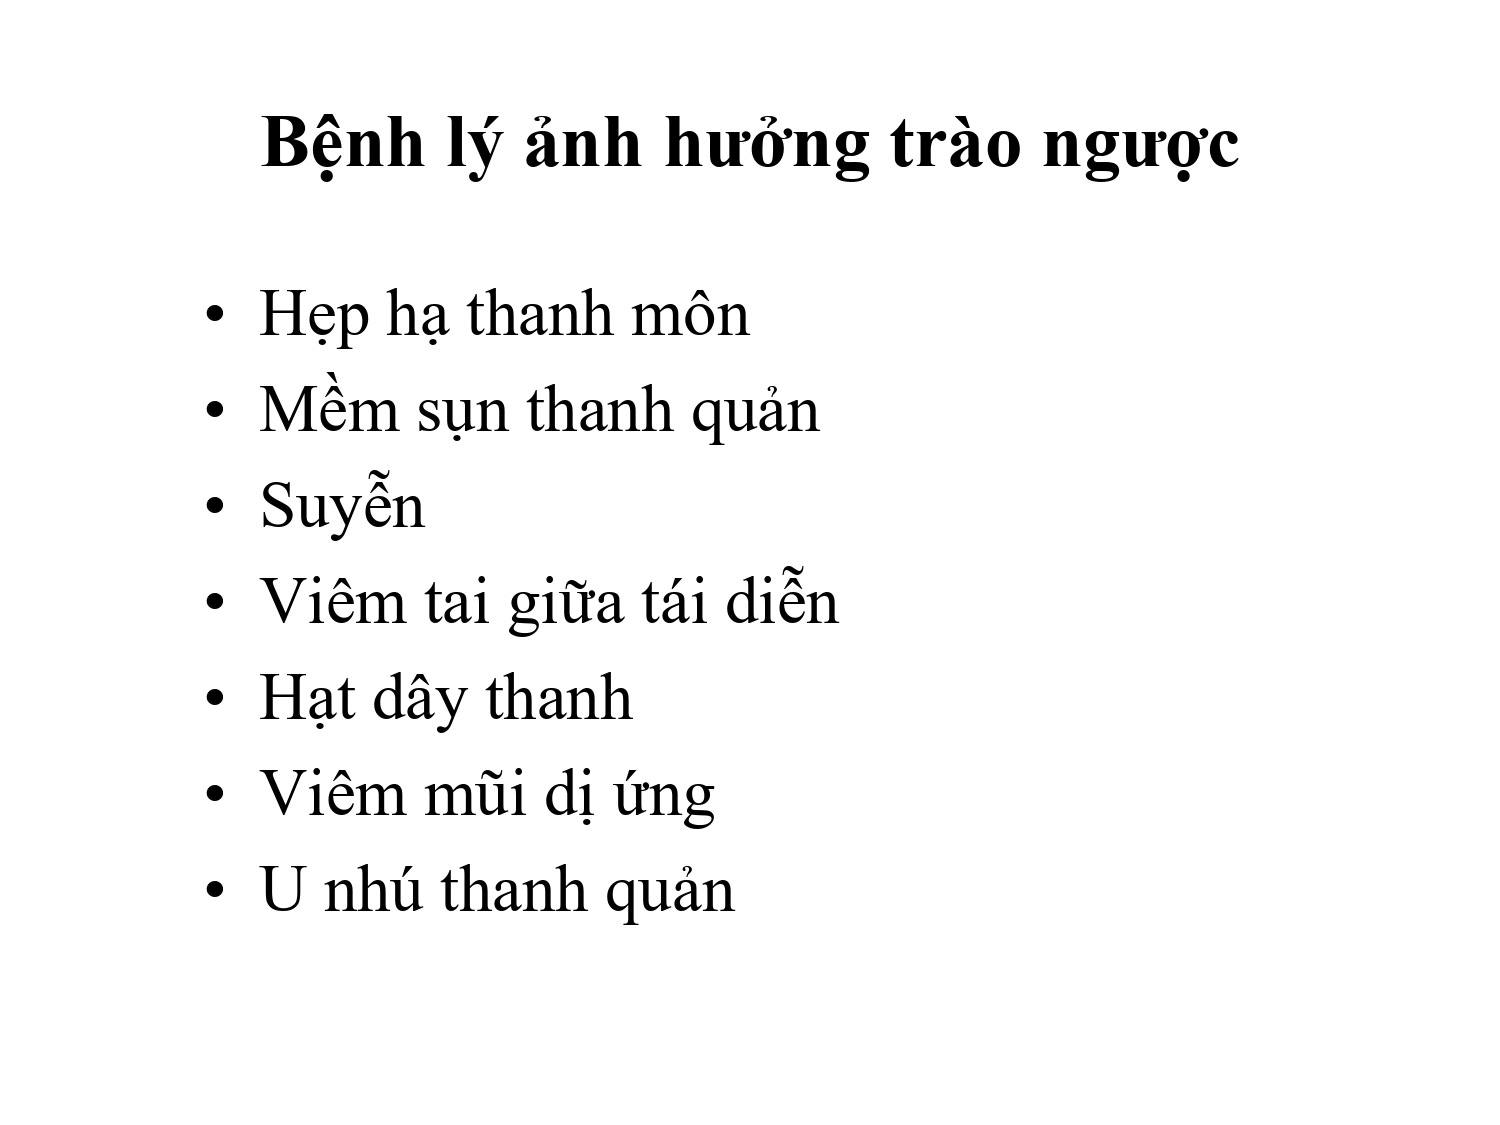 Bệnh lý ảnh hưởng trào ngược
• Hẹp hạ thanh môn
• Mềm sụn thanh quản
• Suyễn
• Viêm tai giữa tái diễn
• Hạt dây thanh
• Viêm mũi dị ứng
• U nhú thanh quản